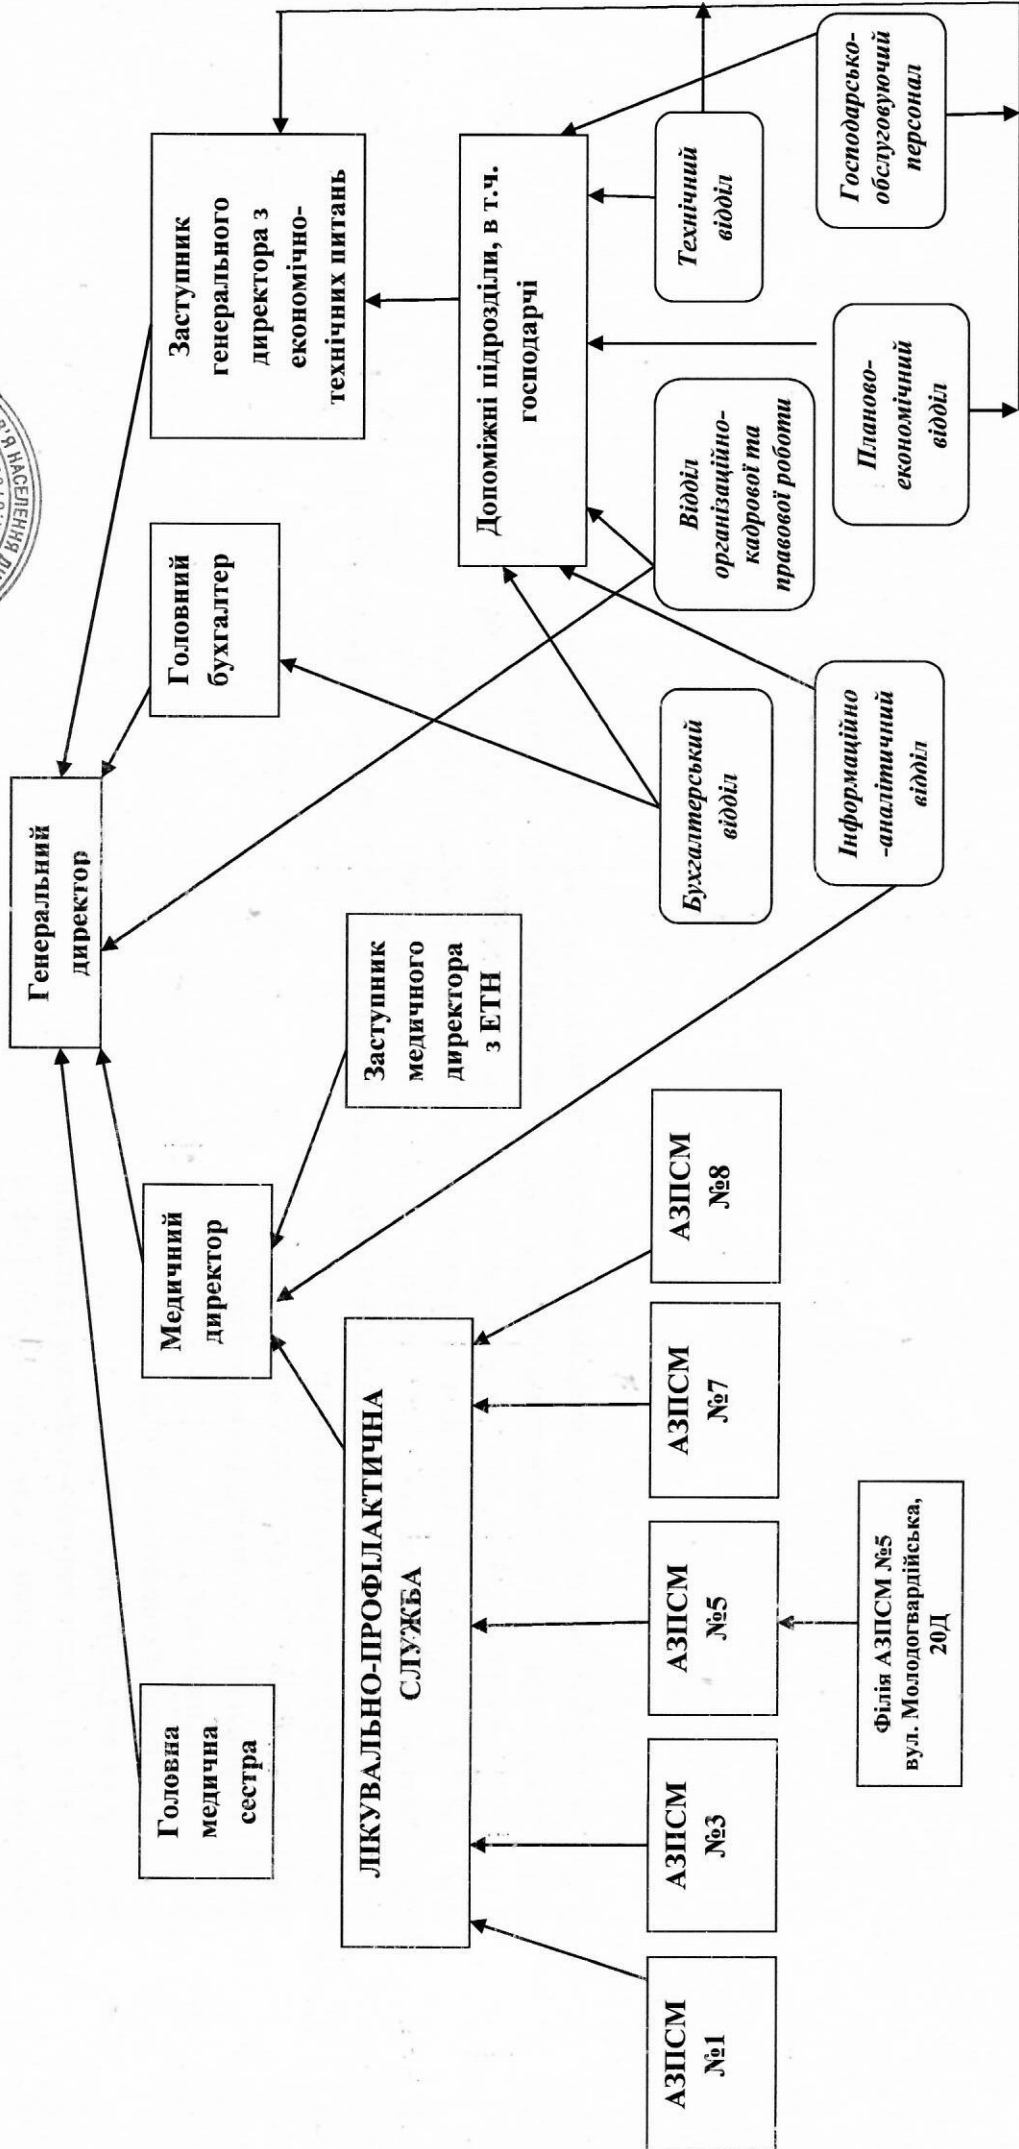 Генеральний
директор
Головна
медична
сестра
Медичний
директор
Головний
бухгалтер
Заступник
генерального
директора з
економічно-
технічних питань
ЛІКУВАЛЬНО-ПРОФІЛАКТИЧНА
СЛУЖБА
Заступник
медичного
директора
з ЕТН
Допоміжні підрозділи, в т.ч.
господарчі
АЗПСМ
№1
АЗПСМ
№3
АЗПСМ
№5
АЗПСМ
№7
АЗПСМ
№8
Бухгалтерський
відділ
Відділ
організаційно-
кадрової та
правової роботи
Технічний
відділ
Філія АЗПСМ №5
вул. Молодогвардійська,
20Д
Інформаційно
-аналітичний
відділ
Планово-
економічний
відділ
Господарсько-
обслуговуючий
персонал
НАСЕЛЕННЯ